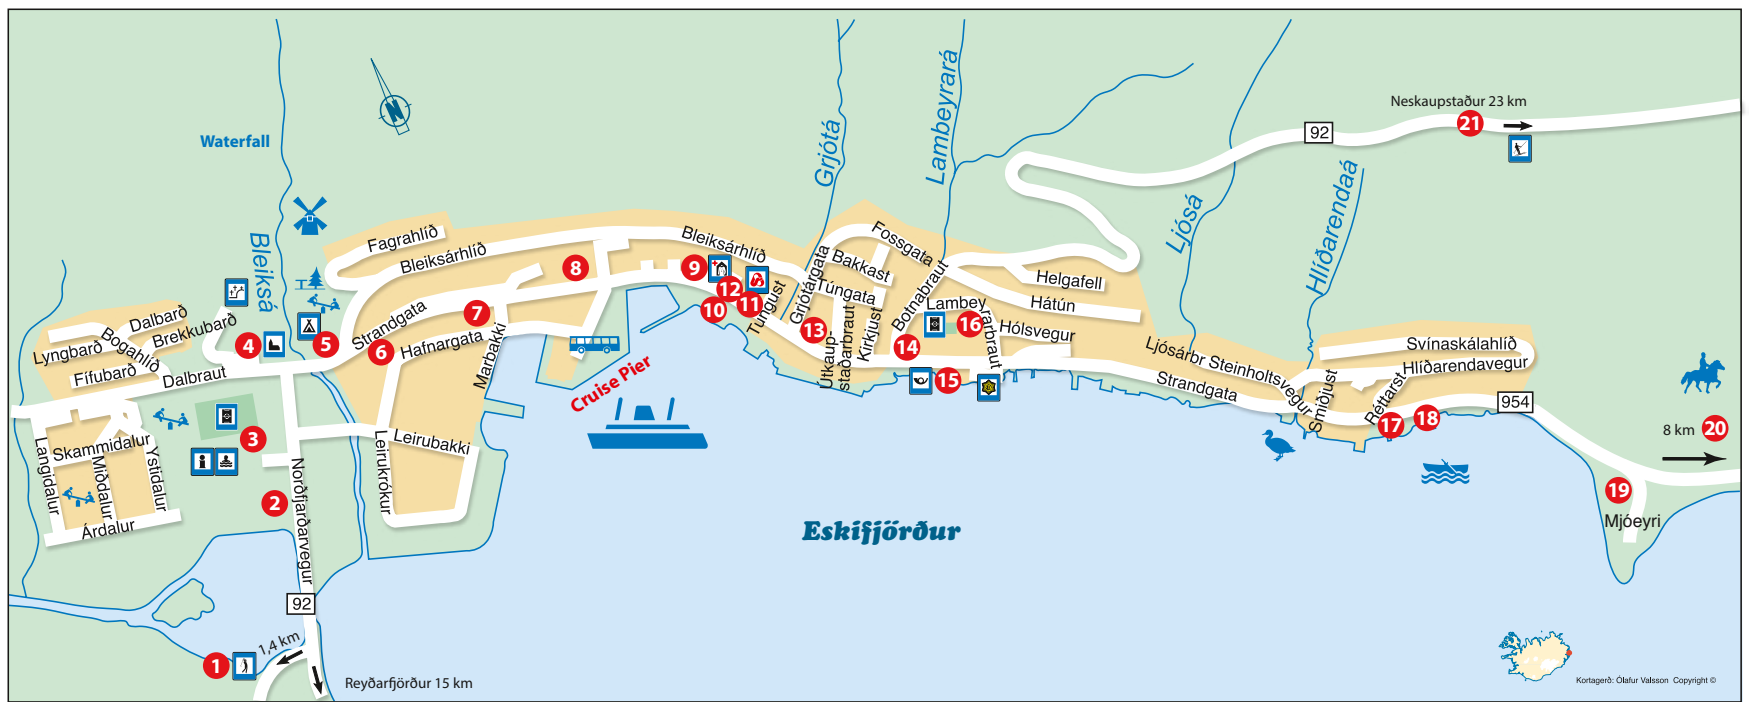 Neskaupstaður 23 km
21
92
Waterfall
N
Grjótá
Lambeyrará
Ljósá
Hlíðarendaá
Bleiksá
Fagrahlíð
Bleiksárhlíð
Bleiksárhlíð
Fossgata
Bakkast
Túngata
Grjótárgata
Botnabraut
Helgafell
Hátún
Lambey
rarbraut
Hólsvegur
Kirkjust
Útkaup-
staðarbraut
Túngust
Strandgata
Hafnargata
Marbakki
Dalbarð
Brekkubarð
Bogahlíð
Lyngbarð
Fífubarð
Dalbraut
4
5
6
7
8
9
10
11
12
13
14
15
16
Cruise Pier
Ljósárbr
Steinholtsvegur
Strandgata
Smiðjust
Réttarst
Svínaskálahlíð
Hlíðarendavegur
17
18
954
8 km
20
19
Mjóeyri
Langidalur
Skammidalur
Miðdalur
Ystidalur
Árdalur
3
2
Norðfjarðarvegur
Leirubakki
Leirukrókur
Eskifjörður
92
1,4 km
1
Reyðarfjörður 15 km
Kortagerð: Ólafur Valsson Copyright ©